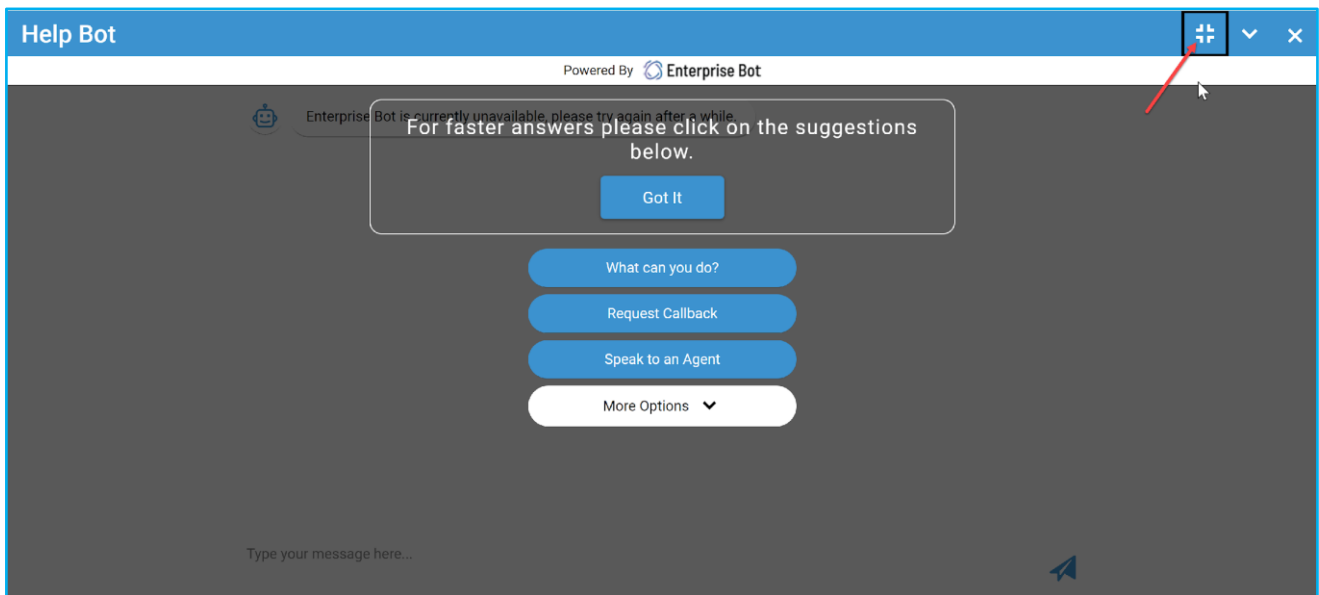 Help Bot
Powered By Enterprise Bot
Enterprise Bot is currently unavailable, please try again after a while.
For faster answers please click on the suggestions
below.
Got It
What can you do?
Request Callback
Speak to an Agent
More Options
Type your message here...